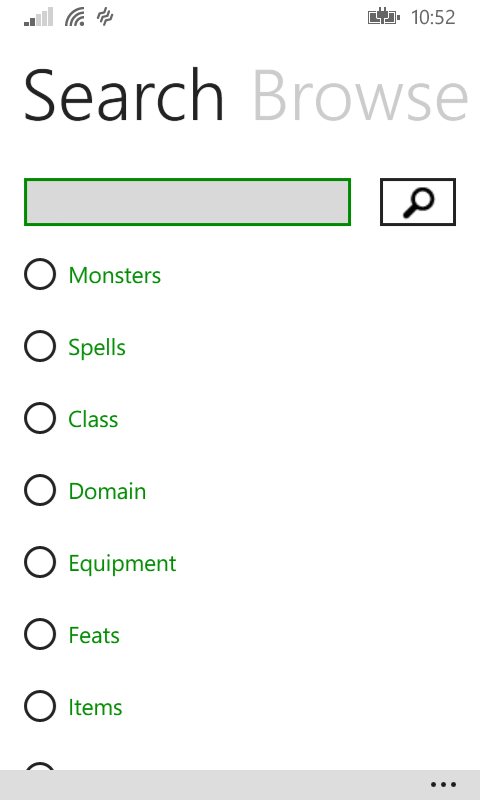 10:52
Search Browse
Monsters
Spells
Class
Domain
Equipment
Feats
Items